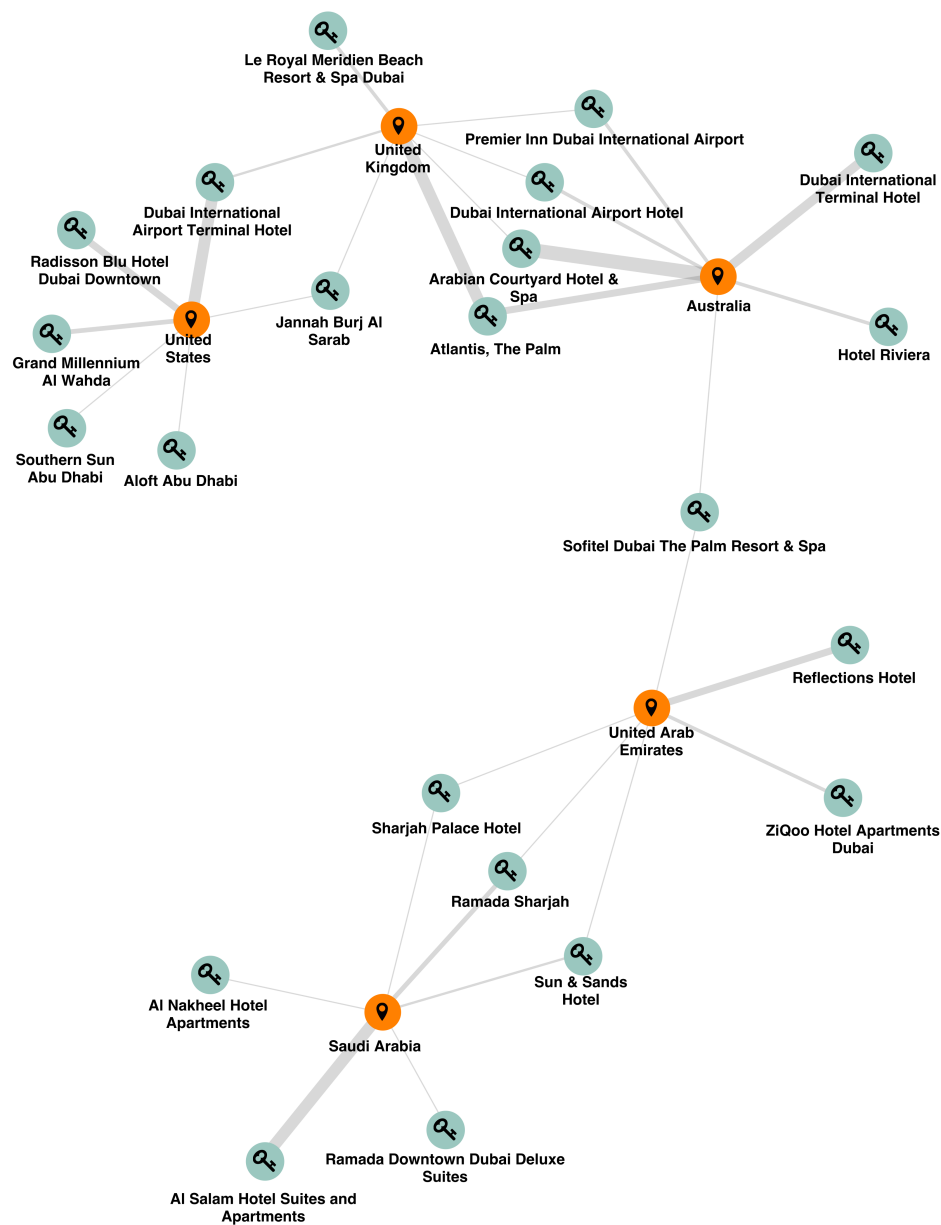 Le Royal Meridien Beach
Resort & Spa Dubai
United
Kingdom
Premier Inn Dubai International Airport
Dubai International
Terminal Hotel
Dubai International
Airport Terminal Hotel
Dubai International Airport Hotel
Radisson Blu Hotel
Dubai Downtown
Arabian Courtyard Hotel &
Spa
Australia
Jannah Burj Al
Sarab
United
States
Atlantis, The Palm
Hotel Riviera
Grand Millennium
Al Wahda
Southern Sun
Abu Dhabi
Aloft Abu Dhabi
Sofitel Dubai The Palm Resort & Spa
Reflections Hotel
United Arab
Emirates
Sharjah Palace Hotel
ZiQoo Hotel Apartments
Dubai
Ramada Sharjah
Sun & Sands
Hotel
Al Nakheel Hotel
Apartments
Saudi Arabia
Ramada Downtown Dubai Deluxe
Suites
Al Salam Hotel Suites and
Apartments